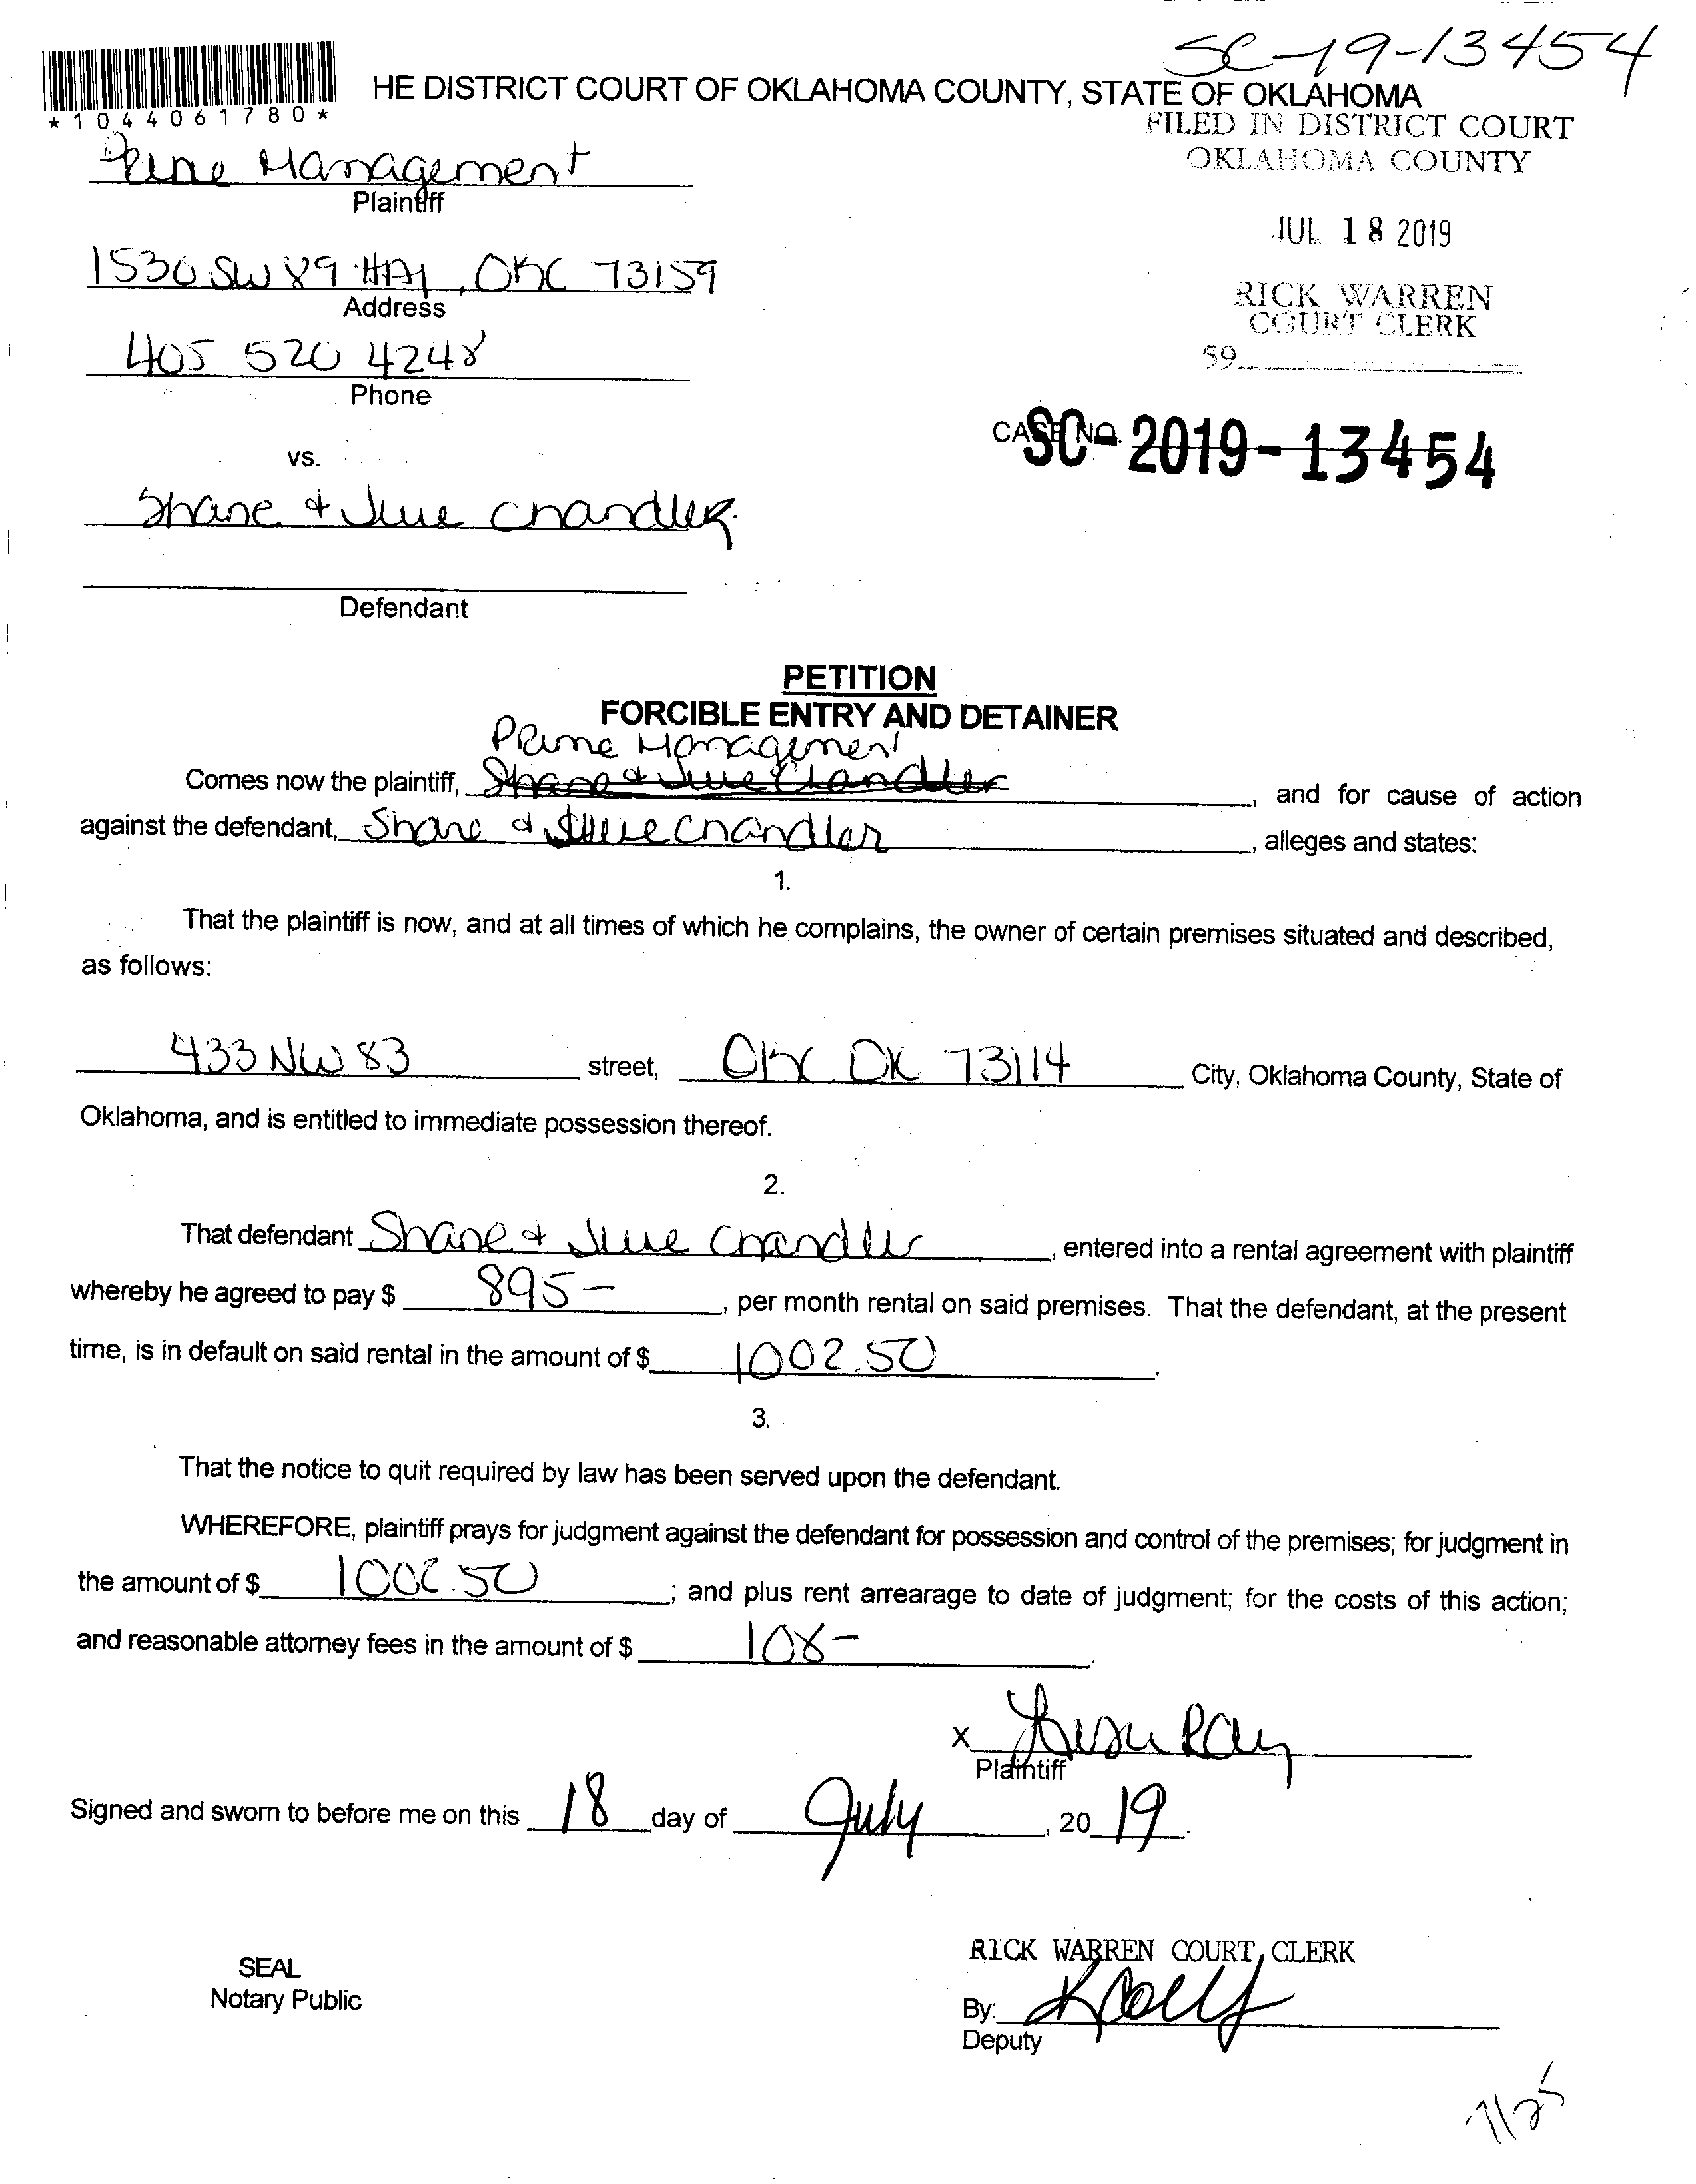 SC-19-13454
HE DISTRICT COURT OF OKLAHOMA COUNTY, STATE OF OKLAHOMA
*1044061780*
FILED IN DISTRICT COURT
OKLAHOMA COUNTY
Prime Management
Plaintiff
JUL 18 2019
1530 SW 89 , OKC 73159
Address
RICK WARREN
COURT CLERK
405 520 4248
59
Phone
CASE NO.
SC-2019-13454
vs.
Shane & Chandler
Defendant
PETITION
FORCIBLE ENTRY AND DETAINER
Prime Management
Comes now the plaintiff, Shane & Chandler, and for cause of action
against the defendant, Shane & Chandler, alleges and states:
1.
That the plaintiff is now, and at all times of which he complains, the owner of certain premises situated and described,
as follows:
433 NW 83 street, OKC OK 73114 City, Oklahoma County, State of
Oklahoma, and is entitled to immediate possession thereof.
2.
That defendant Shane & Chandler, entered into a rental agreement with plaintiff
whereby he agreed to pay $ 895-, per month rental on said premises. That the defendant, at the present
time, is in default on said rental in the amount of $ 1002.50.
3.
That the notice to quit required by law has been served upon the defendant.
WHEREFORE, plaintiff prays for judgment against the defendant for possession and control of the premises; for judgment in
the amount of $ 1002.50; and plus rent arrearage to date of judgment; for the costs of this action;
and reasonable attorney fees in the amount of $ 108-.
X Ray
Plaintiff
Signed and sworn to before me on this 18 day of July, 20 19.
RICK WARREN COURT CLERK
SEAL
Notary Public
By:
Deputy
7/25